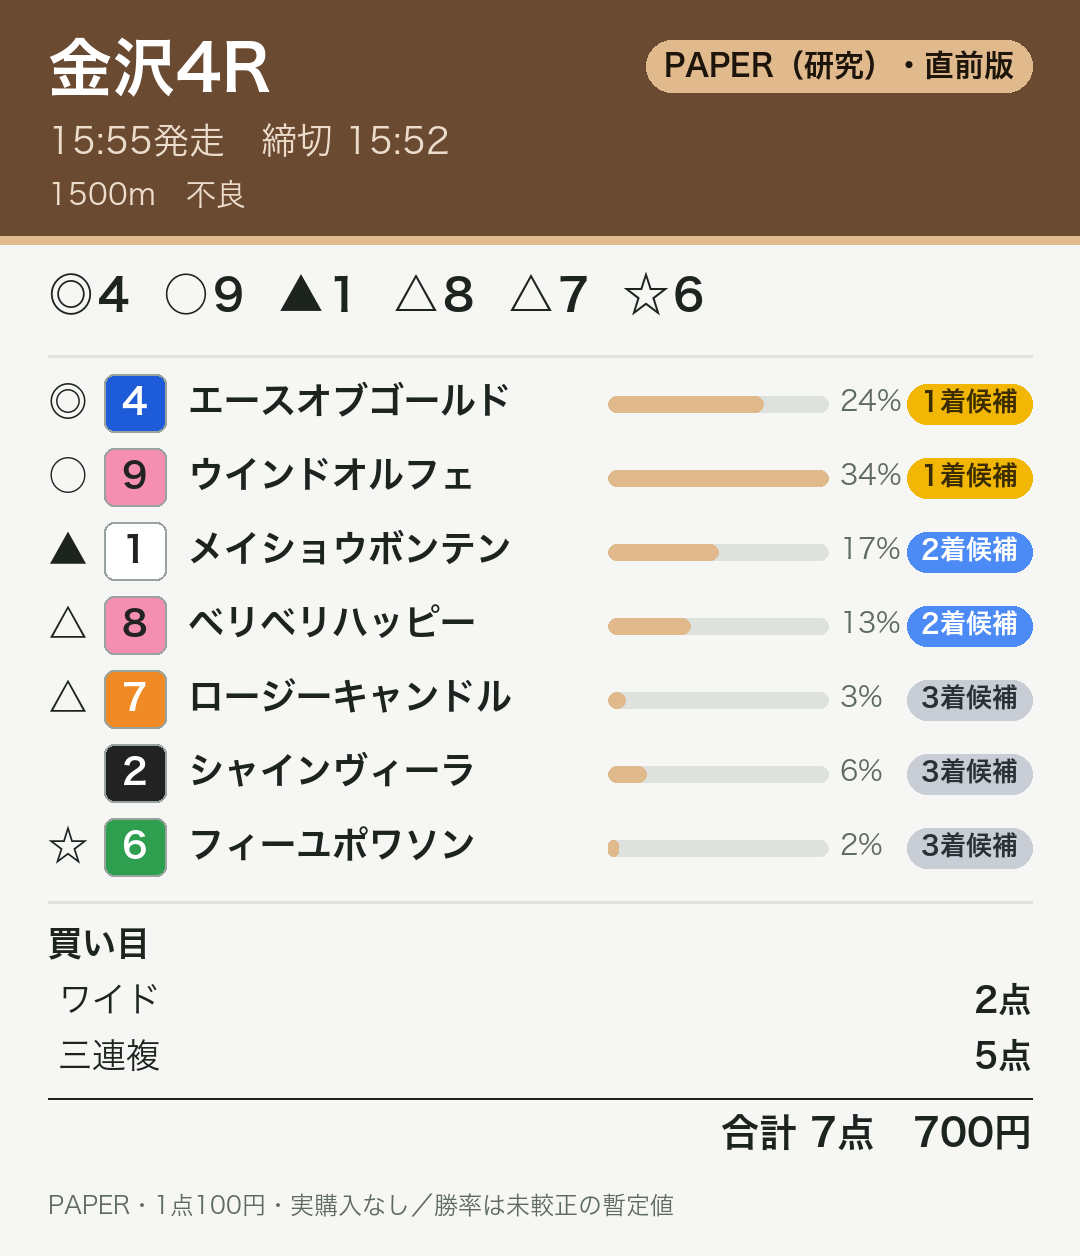 金沢4R
PAPER（研究）・直前版
15:55発走　締切 15:52
1500m　不良
◎4 ○9 ▲1 △8 △7 ☆6
◎ 4 エースオブゴールド 24% 1着候補
○ 9 ウインドオルフェ 34% 1着候補
▲ 1 メイショウボンテン 17% 2着候補
△ 8 ベリベリハッピー 13% 2着候補
△ 7 ロージーキャンドル 3% 3着候補
2 シャインヴィーラ 6% 3着候補
☆ 6 フィーユポワソン 2% 3着候補
買い目
ワイド 2点
三連複 5点
合計 7点　700円
PAPER・1点100円・実購入なし／勝率は未較正の暫定値